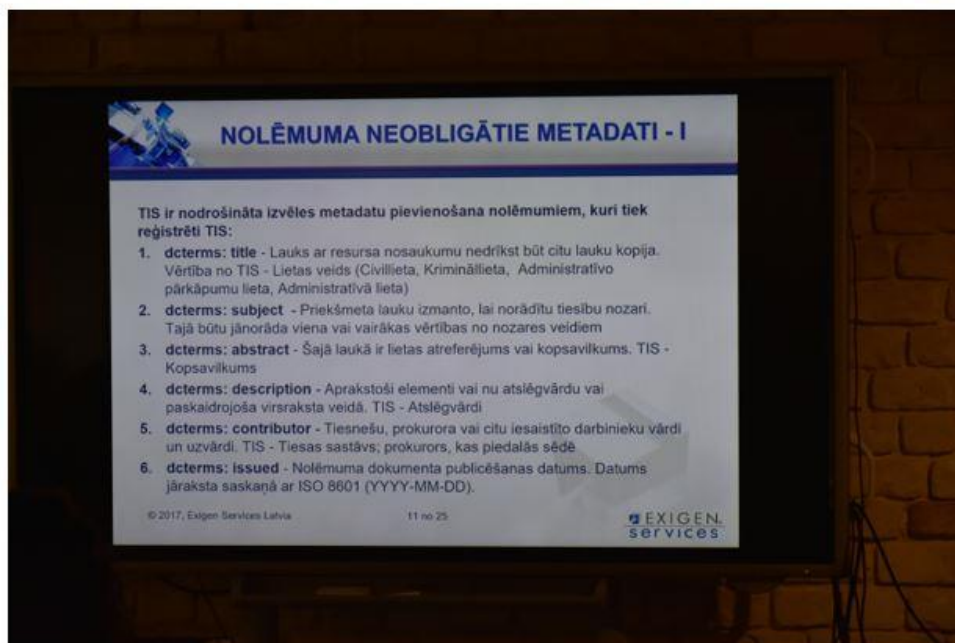 NOLĒMUMA NEOBLIGĀTIE METADATI - I
TIS ir nodrošināta izvēles metadatu pievienošana nolēmumiem, kuri tiek
reģistrēti TIS:
1. dcterms: title - Lauks ar resursa nosaukumu nedrīkst būt citu lauku kopija.
Vērtība no TIS - Lietas veids (Civillieta, Krimināllieta, Administratīvo
pārkāpumu lieta, Administratīvā lieta)
2. dcterms: subject - Priekšmeta lauku izmanto, lai norādītu tiesību nozari.
Tajā būtu jānorāda viena vai vairākas vērtības no nozares veidiem
3. dcterms: abstract - Šajā laukā ir lietas atreferējums vai kopsavilkums. TIS -
Kopsavilkums
4. dcterms: description - Aprakstoši elementi vai nu atslēgvārdu vai
paskaidrojoša virsraksta veidā. TIS - Atslēgvārdi
5. dcterms: contributor - Tiesnešu, prokurora vai citu iesaistīto darbinieku vārdi
un uzvārdi. TIS - Tiesas sastāvs; prokurors, kas piedalās sēdē
6. dcterms: issued - Nolēmuma dokumenta publicēšanas datums. Datums
jāraksta saskaņā ar ISO 8601 (YYYY-MM-DD).
© 2017, Exigen Services Latvia
11 no 25
EXIGEN
services